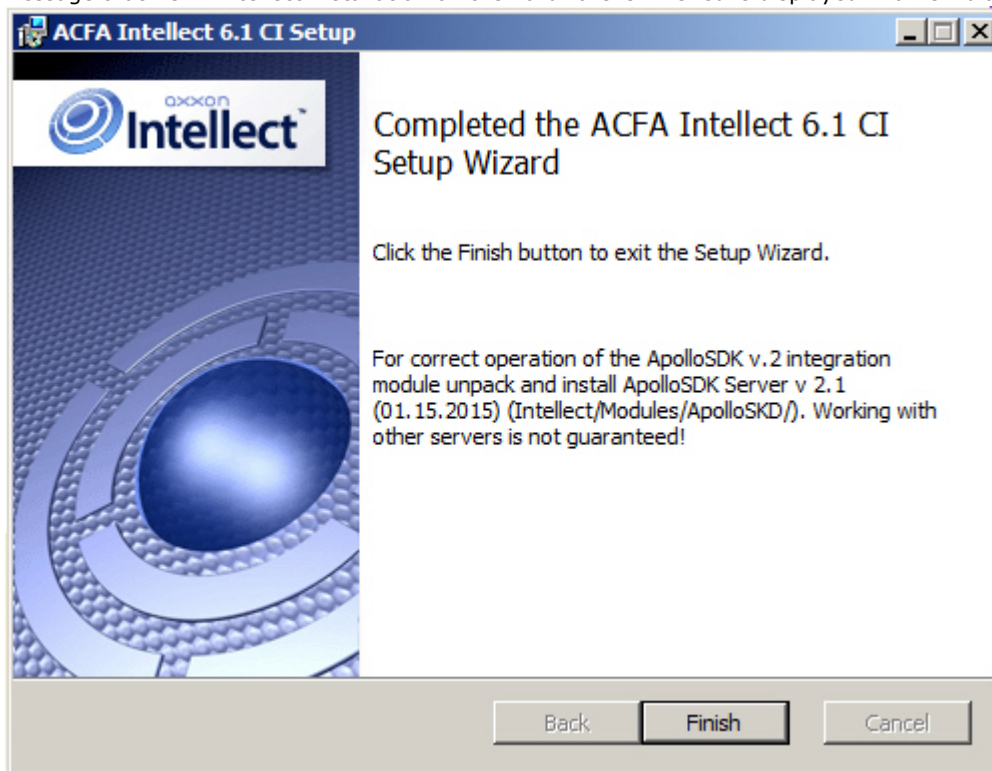 ACFA Intellect 6.1 CI Setup
axxon
Intellect
Completed the ACFA Intellect 6.1 CI
Setup Wizard
Click the Finish button to exit the Setup Wizard.
For correct operation of the ApolloSDK v.2 integration
module unpack and install ApolloSDK Server v 2.1
(01.15.2015) (Intellect/Modules/ApolloSKD/). Working with
other servers is not guaranteed!
Back
Finish
Cancel